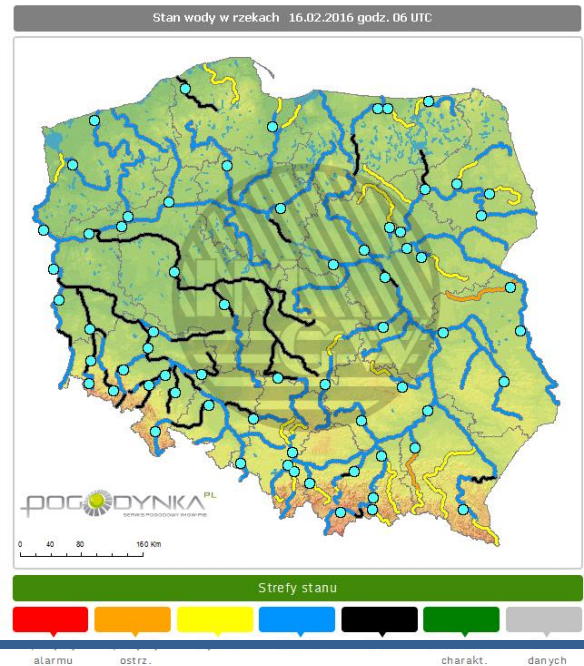 Stan wody w rzekach 16.02.2016 godz. 06 UTC
POGODYNKA.PL
SERWIS POGODOWY IMGW-PIB
0 40 80 160 Km
Strefy stanu
alarmu ostrz. charakt. danych